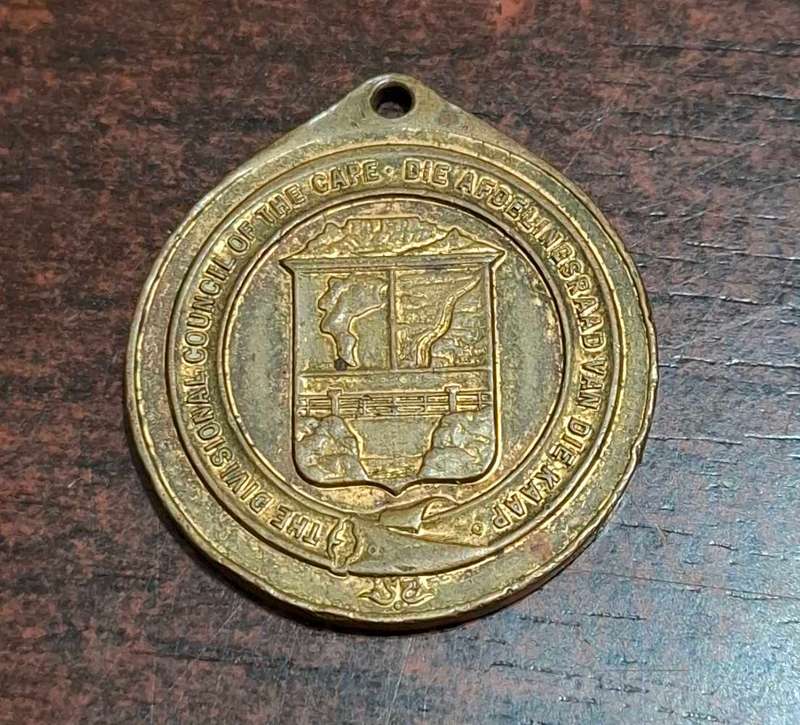 THE DIVISIONAL COUNCIL OF THE CAPE · DIE AFDELINGSRAAD VAN DIE KAAP ·